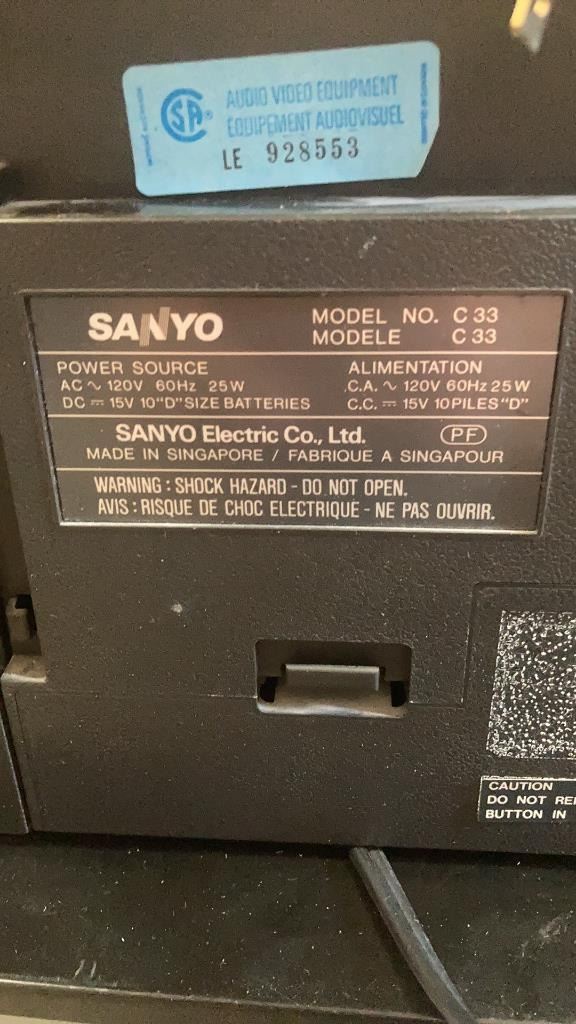 AUDIO VIDEO EQUIPMENT
ÉQUIPEMENT AUDIOVISUEL
LE 928553
SANYO
MODEL NO. C 33
MODELE C 33
POWER SOURCE
AC ~ 120V 60Hz 25W
DC ⎓ 15V 10"D" SIZE BATTERIES
ALIMENTATION
C.A. ~ 120V 60Hz 25W
C.C. ⎓ 15V 10PILES "D"
SANYO Electric Co., Ltd. PF
MADE IN SINGAPORE / FABRIQUE A SINGAPOUR
WARNING : SHOCK HAZARD - DO NOT OPEN.
AVIS : RISQUE DE CHOC ELECTRIQUE - NE PAS OUVRIR.
CAUTION
DO NOT
BUTTON IN